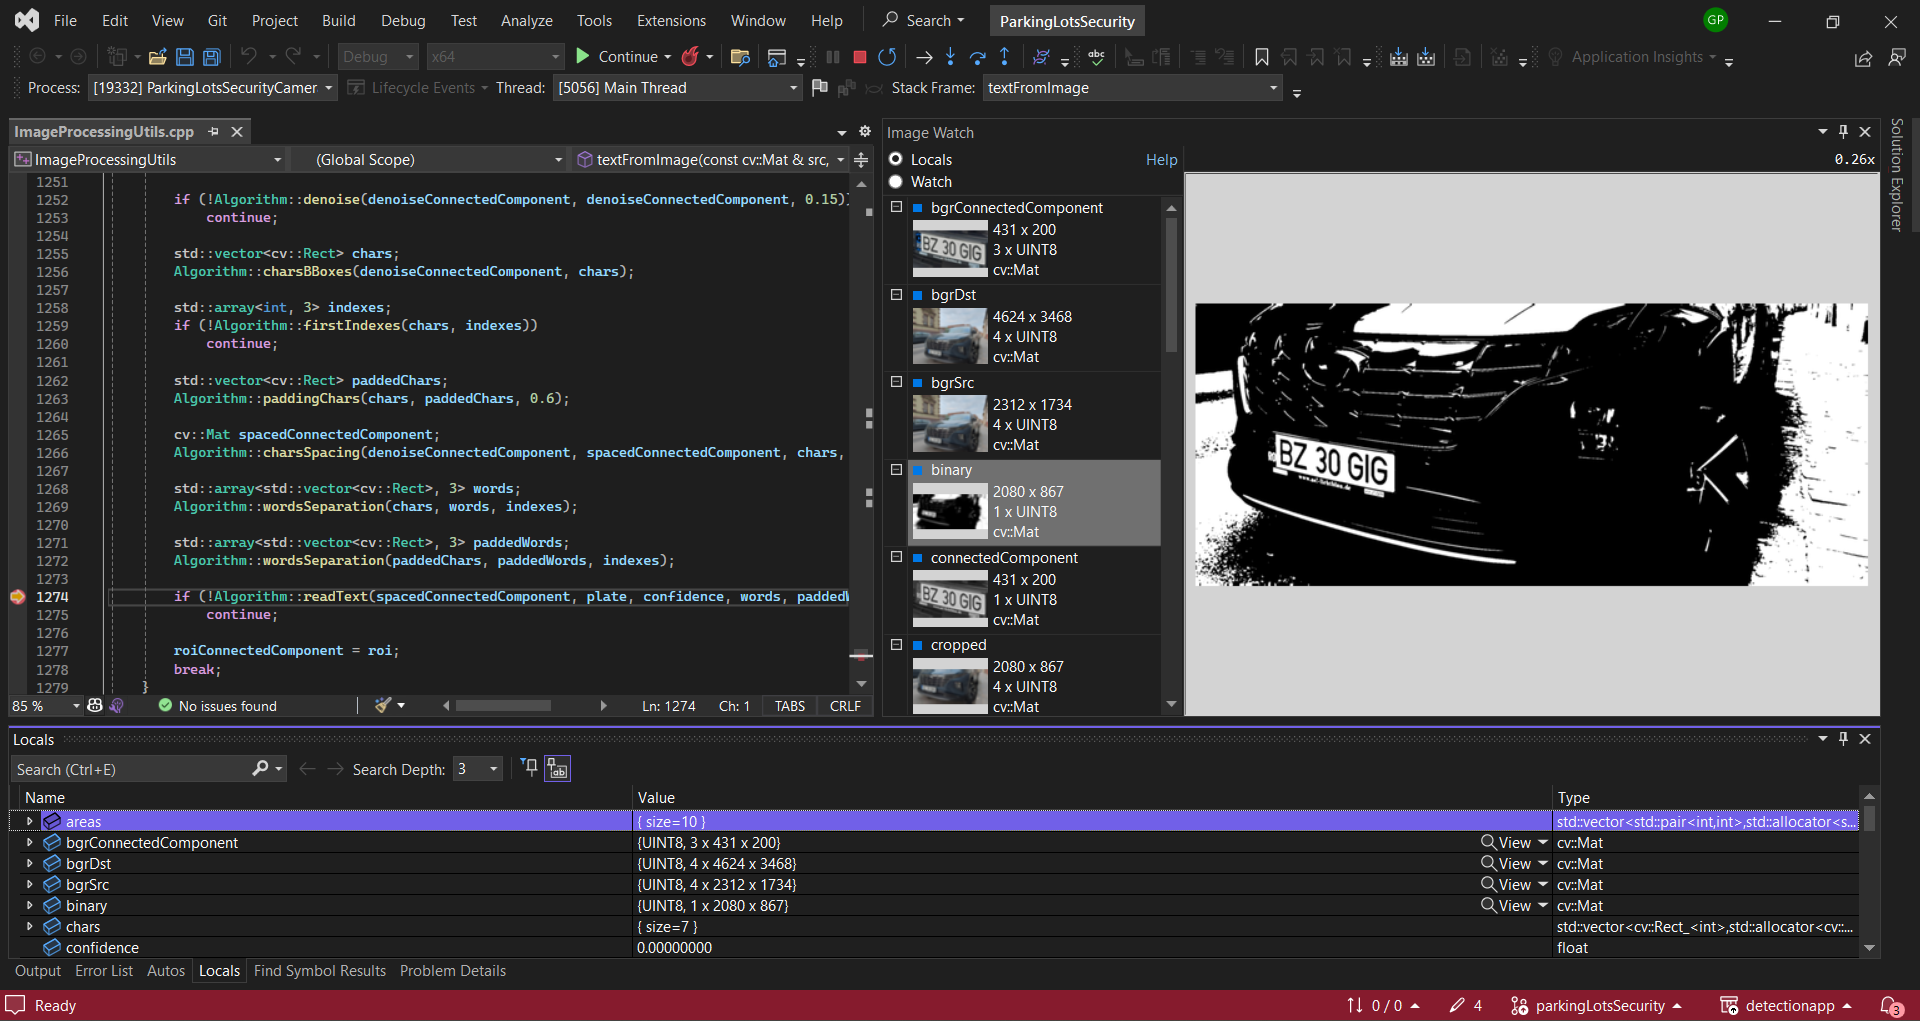 File Edit View Git Project Build Debug Test Analyze Tools Extensions Window Help Search ParkingLotsSecurity GP
Debug x64 Continue Application Insights
Process: [19332] ParkingLotsSecurityCamer Lifecycle Events Thread: [5056] Main Thread Stack Frame: textFromImage
ImageProcessingUtils.cpp
ImageProcessingUtils (Global Scope) textFromImage(const cv::Mat & src,
1251
1252 if (!Algorithm::denoise(denoiseConnectedComponent, denoiseConnectedComponent, 0.15))
1253 continue;
1254
1255 std::vector<cv::Rect> chars;
1256 Algorithm::charsBBoxes(denoiseConnectedComponent, chars);
1257
1258 std::array<int, 3> indexes;
1259 if (!Algorithm::firstIndexes(chars, indexes))
1260 continue;
1261
1262 std::vector<cv::Rect> paddedChars;
1263 Algorithm::paddingChars(chars, paddedChars, 0.6);
1264
1265 cv::Mat spacedConnectedComponent;
1266 Algorithm::charsSpacing(denoiseConnectedComponent, spacedConnectedComponent, chars,
1267
1268 std::array<std::vector<cv::Rect>, 3> words;
1269 Algorithm::wordsSeparation(chars, words, indexes);
1270
1271 std::array<std::vector<cv::Rect>, 3> paddedWords;
1272 Algorithm::wordsSeparation(paddedChars, paddedWords, indexes);
1273
1274 if (!Algorithm::readText(spacedConnectedComponent, plate, confidence, words, paddedW
1275 continue;
1276
1277 roiConnectedComponent = roi;
1278 break;
1279 }
85 % No issues found Ln: 1274 Ch: 1 TABS CRLF
Image Watch
Locals Help
Watch
0.26x
bgrConnectedComponent
BZ 30 GIG
431 x 200
3 x UINT8
cv::Mat
bgrDst
4624 x 3468
4 x UINT8
cv::Mat
bgrSrc
2312 x 1734
4 x UINT8
cv::Mat
binary
2080 x 867
1 x UINT8
cv::Mat
connectedComponent
BZ 30 GIG
431 x 200
1 x UINT8
cv::Mat
cropped
2080 x 867
4 x UINT8
cv::Mat
BZ 30 GIG
Solution Explorer
Locals
Search (Ctrl+E) Search Depth: 3
Name Value Type
areas { size=10 } std::vector<std::pair<int,int>,std::allocator<s...
bgrConnectedComponent {UINT8, 3 x 431 x 200} View cv::Mat
bgrDst {UINT8, 4 x 4624 x 3468} View cv::Mat
bgrSrc {UINT8, 4 x 2312 x 1734} View cv::Mat
binary {UINT8, 1 x 2080 x 867} View cv::Mat
chars { size=7 } std::vector<cv::Rect_<int>,std::allocator<cv::...
confidence 0.00000000 float
Output Error List Autos Locals Find Symbol Results Problem Details
Ready 0 / 0 4 parkingLotsSecurity detectionapp 3